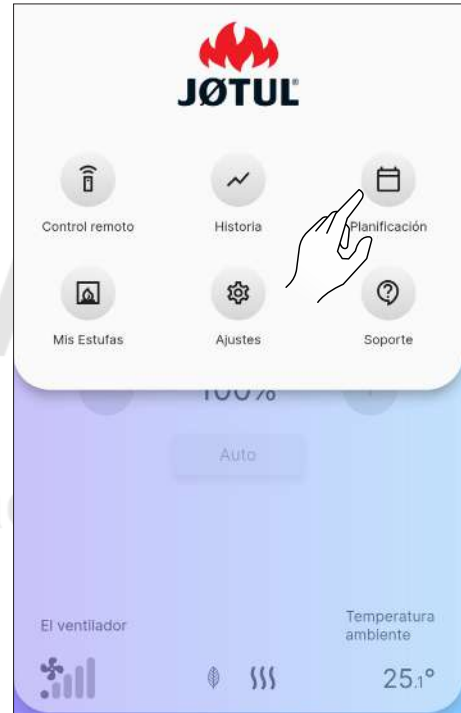 JØTUL®
Control remoto
Historia
Planificación
Mis Estufas
Ajustes
Soporte
100%
Auto
El ventilador
Temperatura
ambiente
25.1°